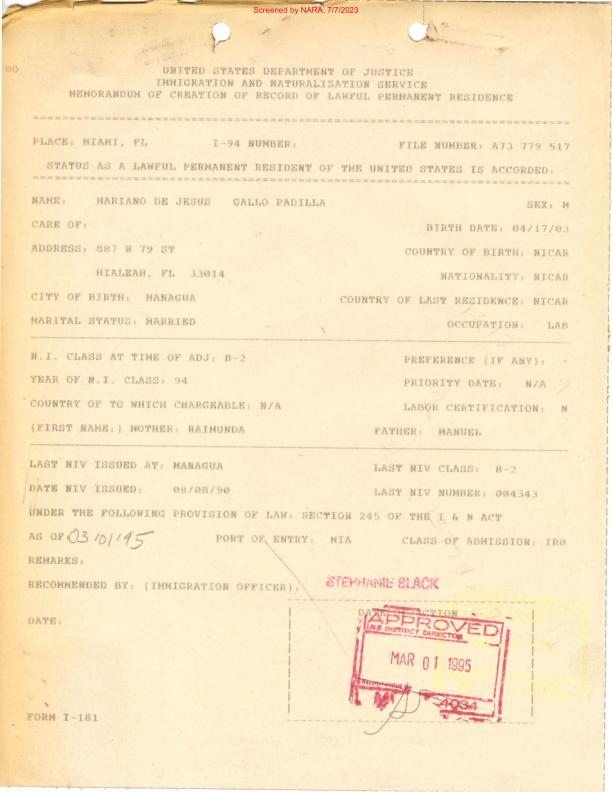 Screened by NARA, 7/7/2023
UNITED STATES DEPARTMENT OF JUSTICE
IMMIGRATION AND NATURALIZATION SERVICE
MEMORANDUM OF CREATION OF RECORD OF LAWFUL PERMANENT RESIDENCE
PLACE: MIAMI, FL I-94 NUMBER: FILE NUMBER: A73 779 517
STATUS AS A LAWFUL PERMANENT RESIDENT OF THE UNITED STATES IS ACCORDED:
NAME: MARIANO DE JESUS GALLO PADILLA SEX: M
CARE OF: BIRTH DATE: 04/17/03
ADDRESS: 887 W 79 ST COUNTRY OF BIRTH: NICAR
HIALEAH, FL 33014 NATIONALITY: NICAR
CITY OF BIRTH: MANAGUA COUNTRY OF LAST RESIDENCE: NICAR
MARITAL STATUS: MARRIED OCCUPATION: LAB
N.I. CLASS AT TIME OF ADJ: B-2 PREFERENCE (IF ANY): -
YEAR OF N.I. CLASS: 94 PRIORITY DATE: N/A
COUNTRY OF TO WHICH CHARGEABLE: N/A LABOR CERTIFICATION: N
(FIRST NAME:) MOTHER: RAIMUNDA FATHER: MANUEL
LAST NIV ISSUED AT: MANAGUA LAST NIV CLASS: B-2
DATE NIV ISSUED: 08/08/90 LAST NIV NUMBER: 004343
UNDER THE FOLLOWING PROVISION OF LAW: SECTION 245 OF THE I & N ACT
AS OF 03/01/95 PORT OF ENTRY: MIA CLASS OF ADMISSION: IR0
REMARKS:
RECOMMENDED BY: (IMMIGRATION OFFICER): STEPHANIE BLACK
DATE OF ACTION
DATE:
APPROVED
INS DISTRICT DIRECTOR
MAR 01 1995
Recommended by
4034
FORM I-181